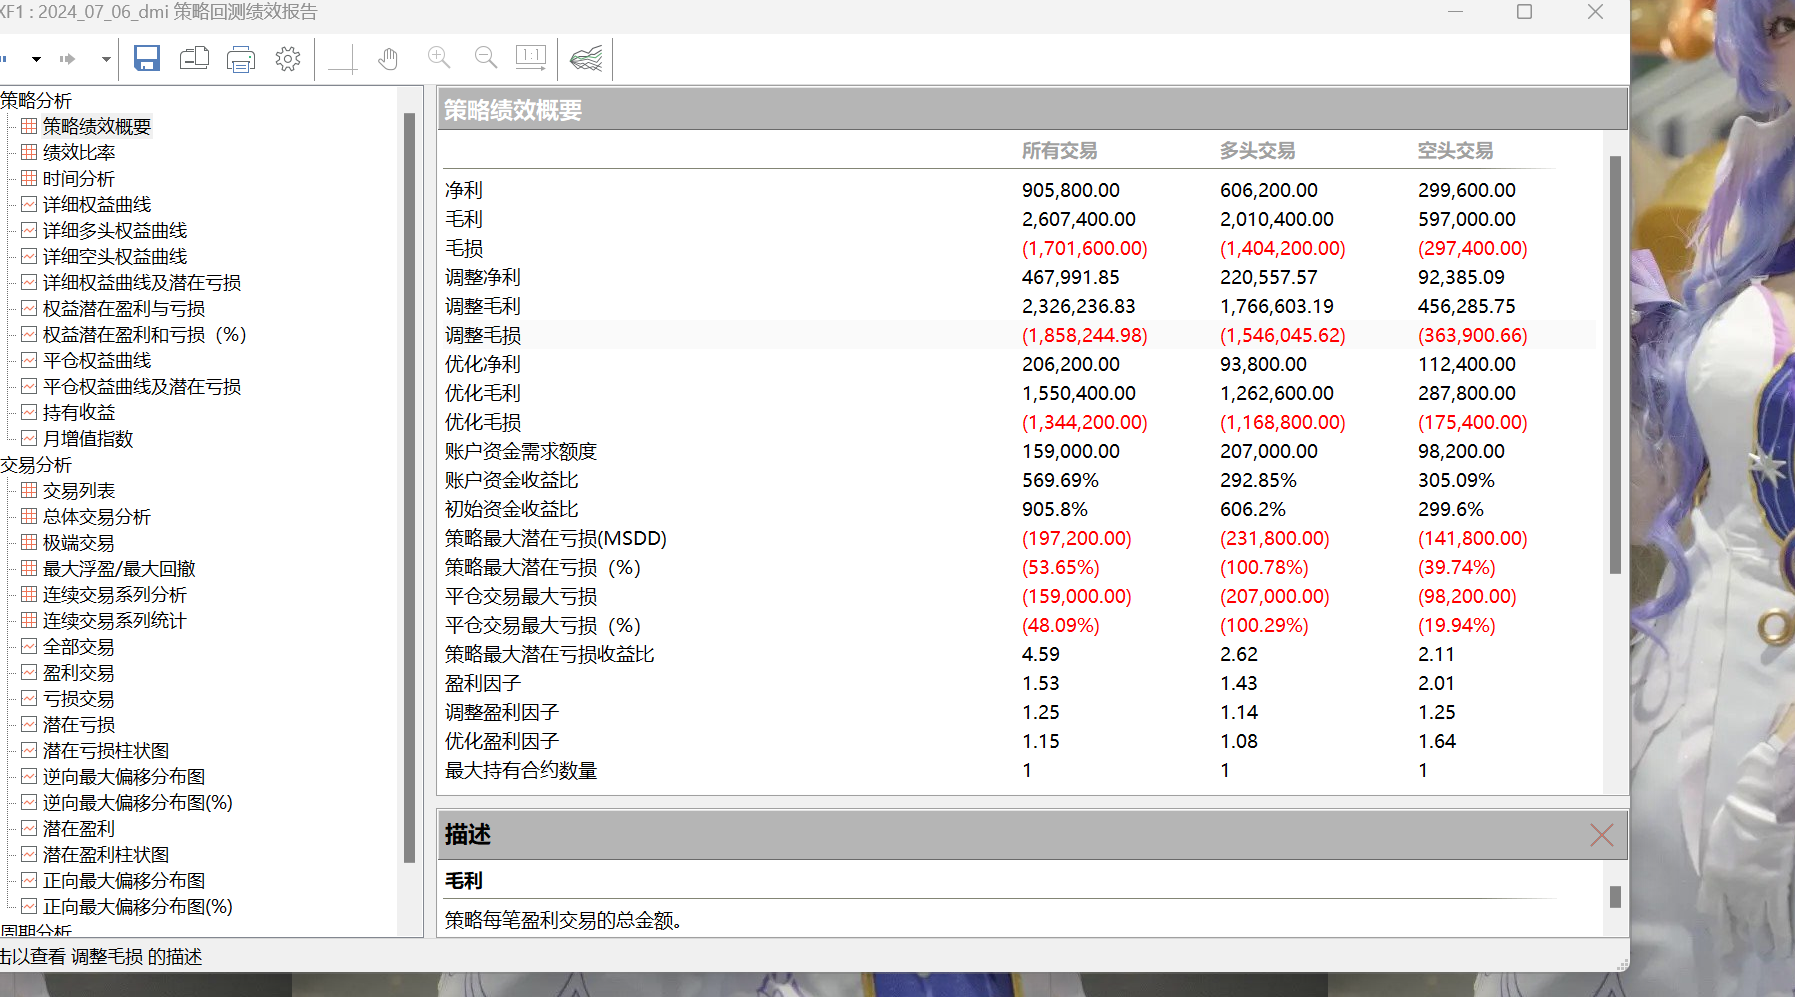 XF1 : 2024_07_06_dmi 策略回测绩效报告
1:1
策略分析
策略绩效概要
绩效比率
时间分析
详细权益曲线
详细多头权益曲线
详细空头权益曲线
详细权益曲线及潜在亏损
权益潜在盈利与亏损
权益潜在盈利和亏损（%）
平仓权益曲线
平仓权益曲线及潜在亏损
持有收益
月增值指数
交易分析
交易列表
总体交易分析
极端交易
最大浮盈/最大回撤
连续交易系列分析
连续交易系列统计
全部交易
盈利交易
亏损交易
潜在亏损
潜在亏损柱状图
逆向最大偏移分布图
逆向最大偏移分布图(%)
潜在盈利
潜在盈利柱状图
正向最大偏移分布图
正向最大偏移分布图(%)
周期分析
策略绩效概要
所有交易 多头交易 空头交易
净利 905,800.00 606,200.00 299,600.00
毛利 2,607,400.00 2,010,400.00 597,000.00
毛损 (1,701,600.00) (1,404,200.00) (297,400.00)
调整净利 467,991.85 220,557.57 92,385.09
调整毛利 2,326,236.83 1,766,603.19 456,285.75
调整毛损 (1,858,244.98) (1,546,045.62) (363,900.66)
优化净利 206,200.00 93,800.00 112,400.00
优化毛利 1,550,400.00 1,262,600.00 287,800.00
优化毛损 (1,344,200.00) (1,168,800.00) (175,400.00)
账户资金需求额度 159,000.00 207,000.00 98,200.00
账户资金收益比 569.69% 292.85% 305.09%
初始资金收益比 905.8% 606.2% 299.6%
策略最大潜在亏损(MSDD) (197,200.00) (231,800.00) (141,800.00)
策略最大潜在亏损（%） (53.65%) (100.78%) (39.74%)
平仓交易最大亏损 (159,000.00) (207,000.00) (98,200.00)
平仓交易最大亏损（%） (48.09%) (100.29%) (19.94%)
策略最大潜在亏损收益比 4.59 2.62 2.11
盈利因子 1.53 1.43 2.01
调整盈利因子 1.25 1.14 1.25
优化盈利因子 1.15 1.08 1.64
最大持有合约数量 1 1 1
描述
毛利
策略每笔盈利交易的总金额。
击以查看 调整毛损 的描述